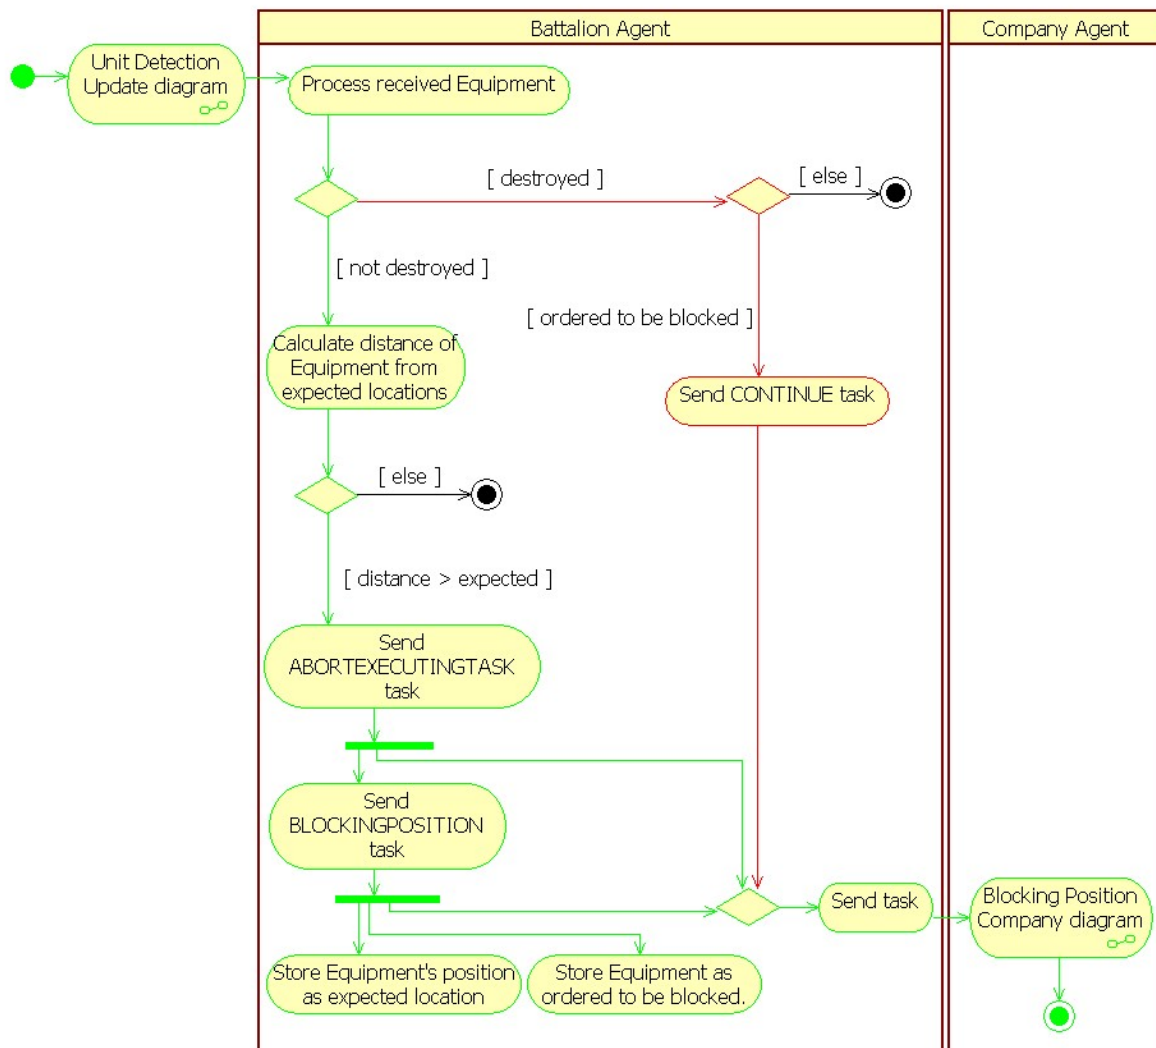 Battalion Agent
Company Agent
Unit Detection
Update diagram
Process received Equipment
[ destroyed ]
[ else ]
[ not destroyed ]
[ ordered to be blocked ]
Calculate distance of
Equipment from
expected locations
Send CONTINUE task
[ else ]
[ distance > expected ]
Send
ABORTEXECUTINGTASK
task
Send
BLOCKINGPOSITION
task
Send task
Blocking Position
Company diagram
Store Equipment's position
as expected location
Store Equipment as
ordered to be blocked.